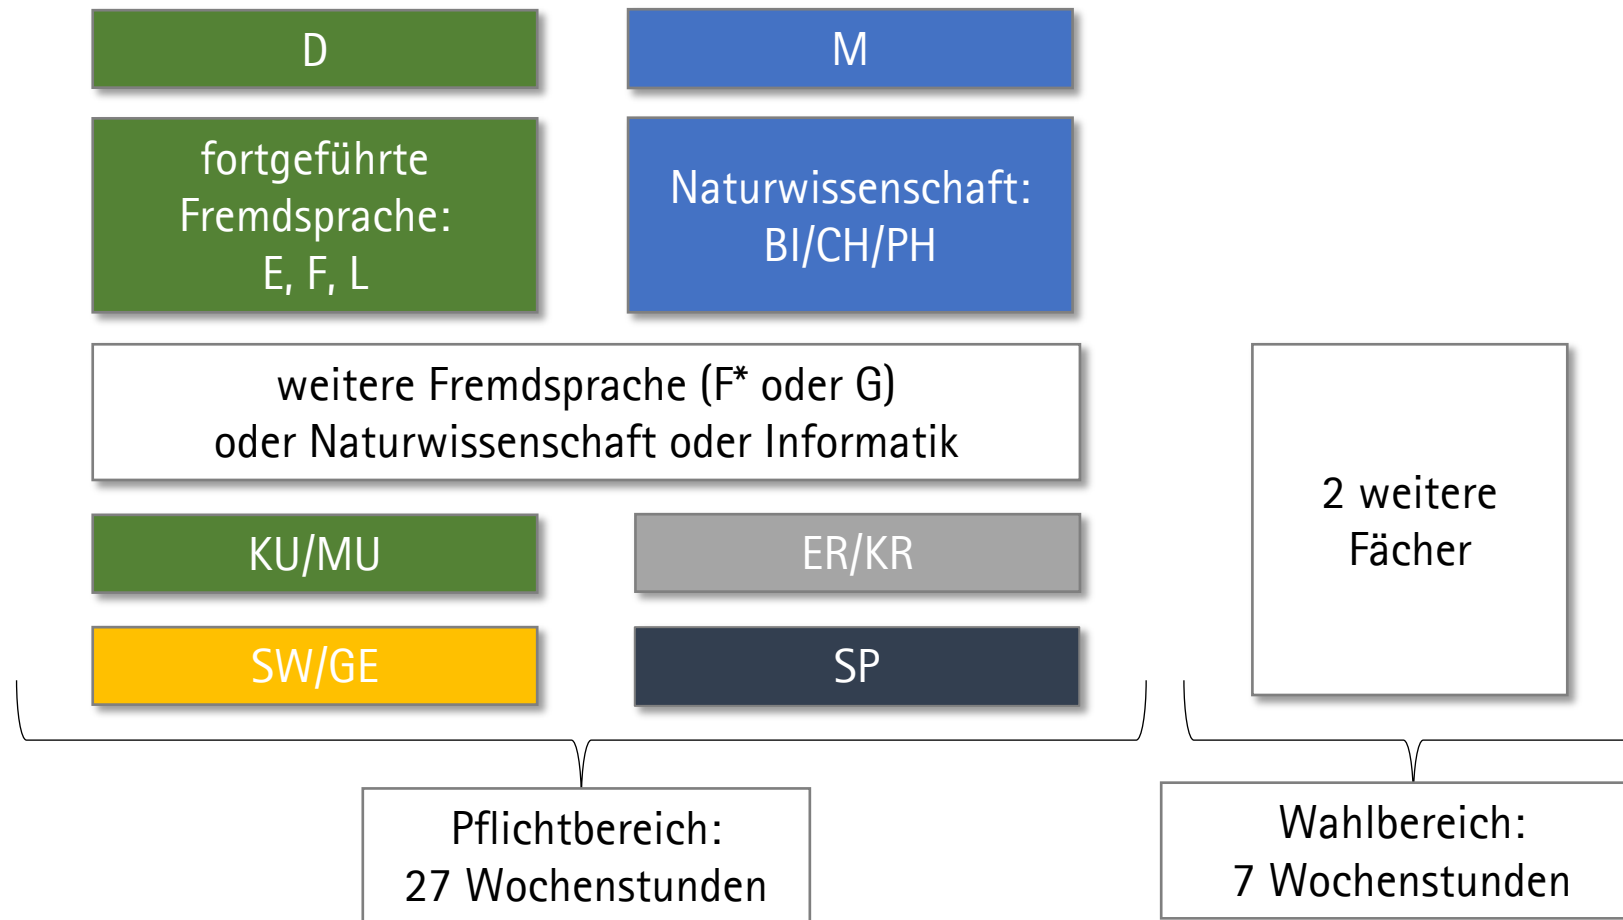 D
M
fortgeführte
Fremdsprache:
E, F, L
Naturwissenschaft:
BI/CH/PH
weitere Fremdsprache (F* oder G)
oder Naturwissenschaft oder Informatik
KU/MU
ER/KR
SW/GE
SP
2 weitere
Fächer
Pflichtbereich:
27 Wochenstunden
Wahlbereich:
7 Wochenstunden